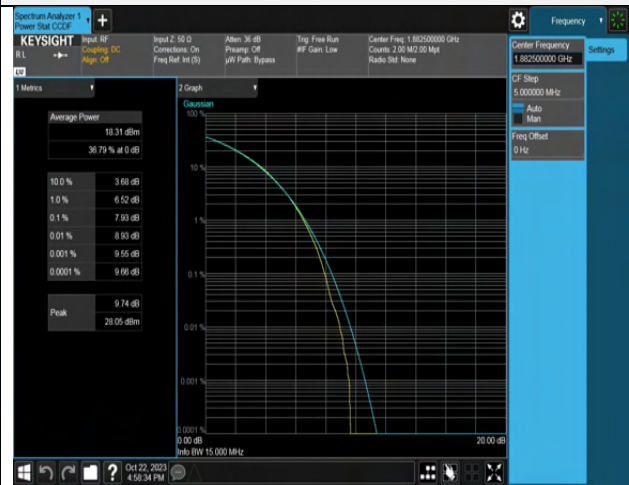 Spectrum Analyzer 1
Power Stat CCDF
Frequency
KEYSIGHT
Input: RF
Coupling: DC
Align: Off
Input Z: 50 Ω
Corrections: On
Freq Ref: Int (S)
Atten: 36 dB
Preamp: Off
µW Path: Bypass
Trig: Free Run
#IF Gain: Low
Center Freq: 1.882500000 GHz
Counts: 2.00 M/2.00 Mpt
Radio Std: None
R L
Center Frequency
1.882500000 GHz
Settings
CF Step
5.000000 MHz
Auto
Man
Freq Offset
0 Hz
1 Metrics
Average Power
18.31 dBm
36.79 % at 0 dB
10.0 % 3.68 dB
1.0 % 6.52 dB
0.1 % 7.93 dB
0.01 % 8.93 dB
0.001 % 9.55 dB
0.0001 % 9.66 dB
Peak
9.74 dB
28.05 dBm
2 Graph
Gaussian
100 %
10 %
1 %
0.1 %
0.01 %
0.001 %
0.0001 %
0.00 dB
20.00 dB
Info BW 15.000 MHz
Oct 22, 2023
4:58:34 PM